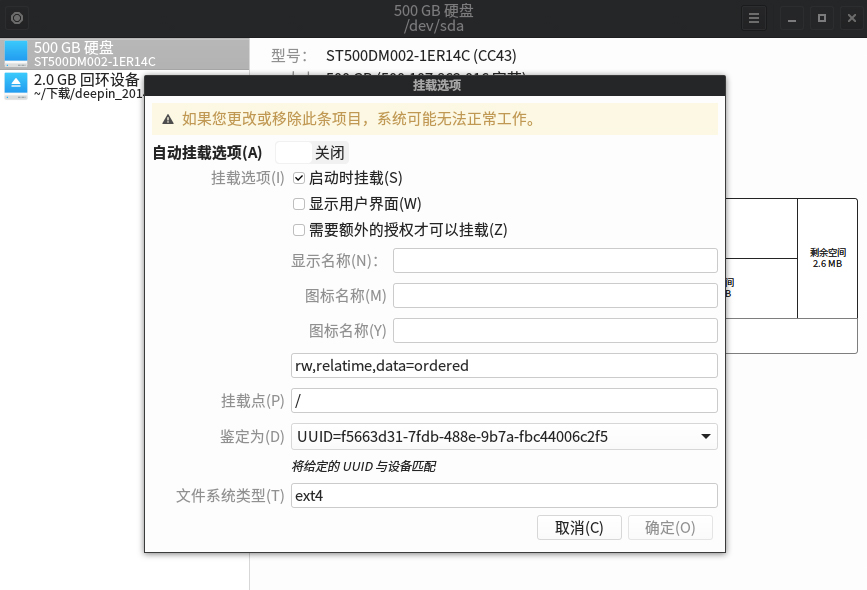 500 GB 硬盘
/dev/sda
500 GB 硬盘
ST500DM002-1ER14C
型号： ST500DM002-1ER14C (CC43)
2.0 GB 回环设备
~/下载/deepin_201
挂载选项
如果您更改或移除此条项目，系统可能无法正常工作。
自动挂载选项(A) 关闭
挂载选项(I) 启动时挂载(S)
显示用户界面(W)
需要额外的授权才可以挂载(Z)
显示名称(N)：
图标名称(M)
图标名称(Y)
rw,relatime,data=ordered
挂载点(P) /
鉴定为(D) UUID=f5663d31-7fdb-488e-9b7a-fbc44006c2f5
将给定的 UUID 与设备匹配
文件系统类型(T) ext4
取消(C) 确定(O)
剩余空间
2.6 MB
间
B